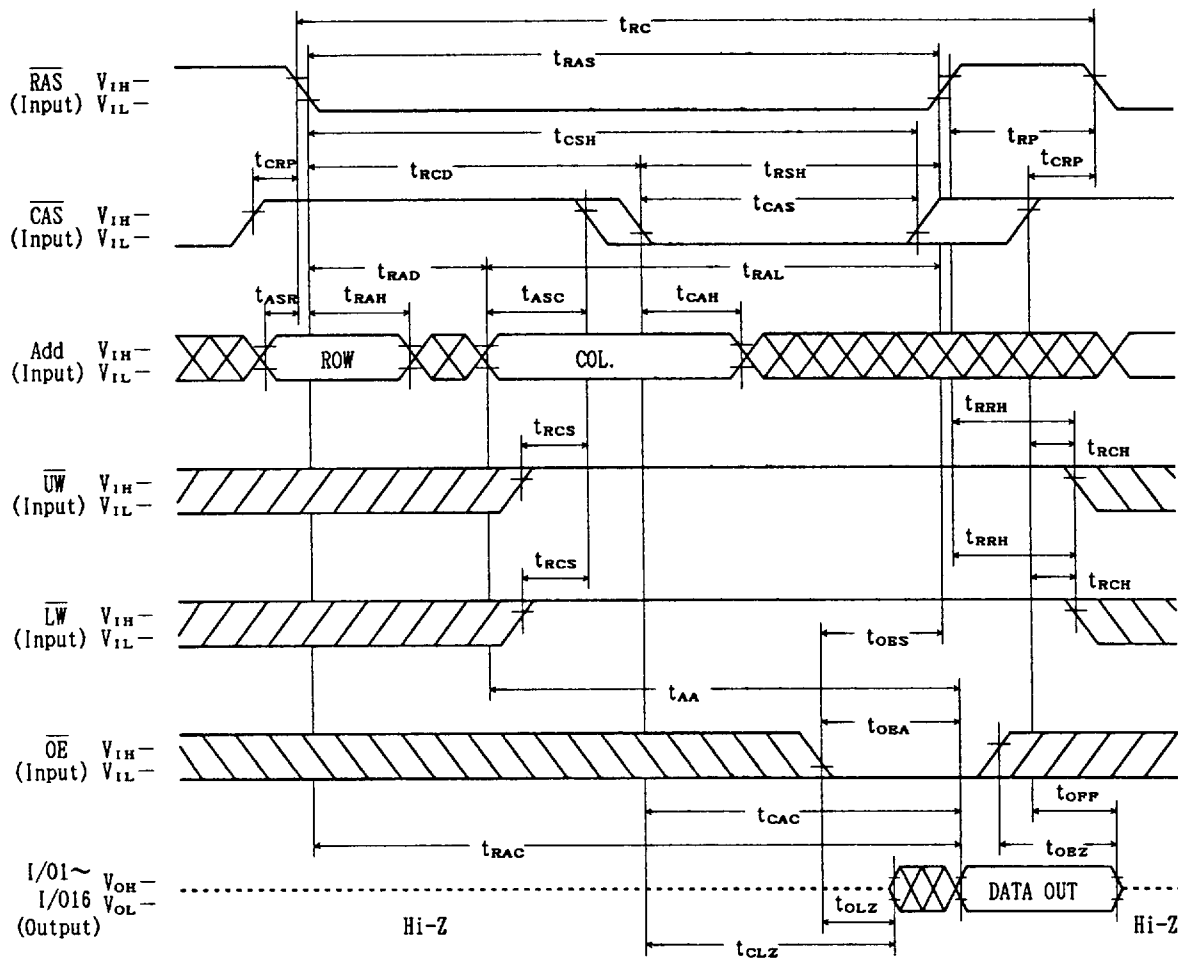 tRC
tRAS
RAS VIH—
(Input) VIL—
tCSH
tRP
tCRP
tRCD
tRSH
tCRP
CAS VIH—
(Input) VIL—
tCAS
tRAD
tRAL
tASR
tRAH
tASC
tCAH
Add VIH—
(Input) VIL—
ROW
COL.
tRRH
tRCS
tRCH
UW VIH—
(Input) VIL—
tRRH
tRCS
tRCH
LW VIH—
(Input) VIL—
tOES
tAA
tOEA
OE VIH—
(Input) VIL—
tOFF
tCAC
tRAC
tOEZ
I/O1~
I/O16 VOH—
VOL—
(Output)
DATA OUT
Hi-Z
tOLZ
Hi-Z
tCLZ